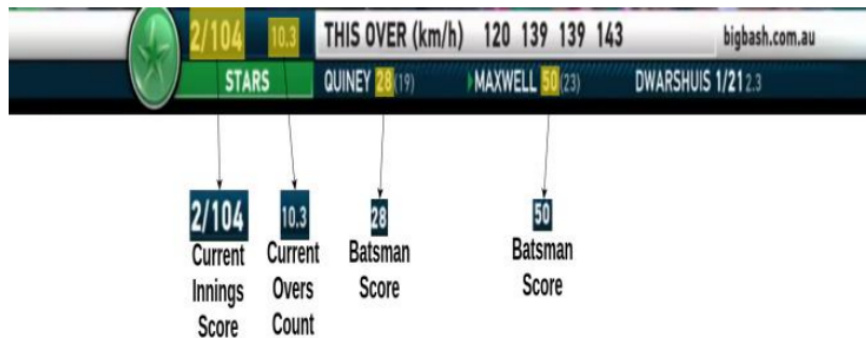 2/104 10.3 THIS OVER (km/h) 120 139 139 143 bigbash.com.au
STARS QUINEY 28(19) MAXWELL 50(23) DWARSHUIS 1/21 2.3
2/104 10.3 28 50
Current Current Batsman Batsman
Innings Overs Score Score
Score Count